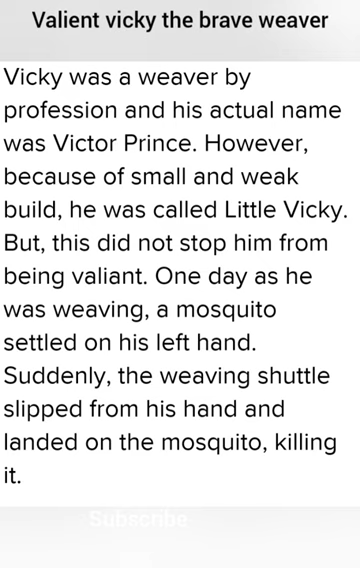 Valient vicky the brave weaver
Vicky was a weaver by
profession and his actual name
was Victor Prince. However,
because of small and weak
build, he was called Little Vicky.
But, this did not stop him from
being valiant. One day as he
was weaving, a mosquito
settled on his left hand.
Suddenly, the weaving shuttle
slipped from his hand and
landed on the mosquito, killing
it.
Subscribe